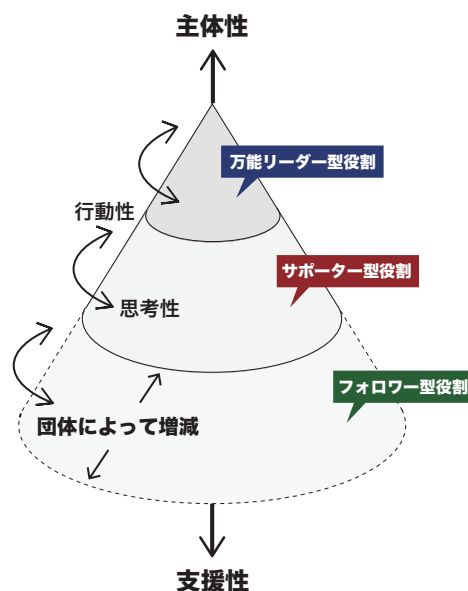 主体性
万能リーダー型役割
行動性
サポーター型役割
思考性
フォロワー型役割
団体によって増減
支援性